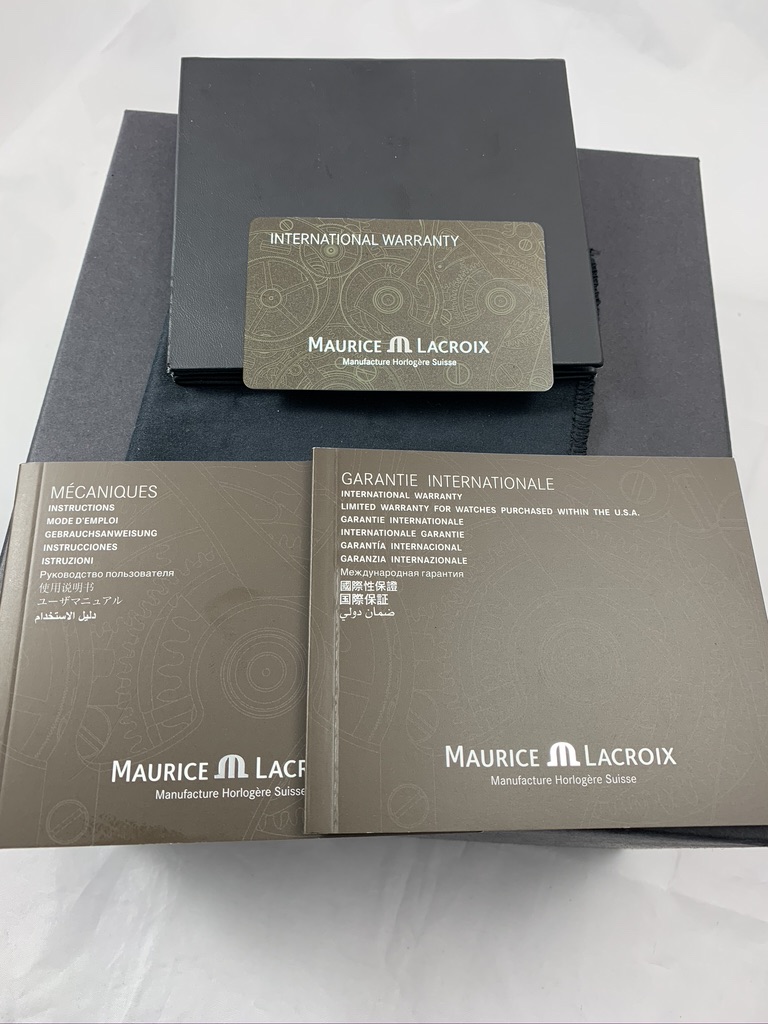 INTERNATIONAL WARRANTY
MAURICE LACROIX
Manufacture Horlogère Suisse
MÉCANIQUES
INSTRUCTIONS
MODE D'EMPLOI
GEBRAUCHSANWEISUNG
INSTRUCCIONES
ISTRUZIONI
Руководство пользователя
使用说明书
ユーザマニュアル
دليل الاستخدام
MAURICE LACR
Manufacture Horlogère Suisse
GARANTIE INTERNATIONALE
INTERNATIONAL WARRANTY
LIMITED WARRANTY FOR WATCHES PURCHASED WITHIN THE U.S.A.
GARANTIE INTERNATIONALE
INTERNATIONALE GARANTIE
GARANTÍA INTERNACIONAL
GARANZIA INTERNAZIONALE
Международная гарантия
國際性保證
国際保証
ضمان دولي
MAURICE LACROIX
Manufacture Horlogère Suisse